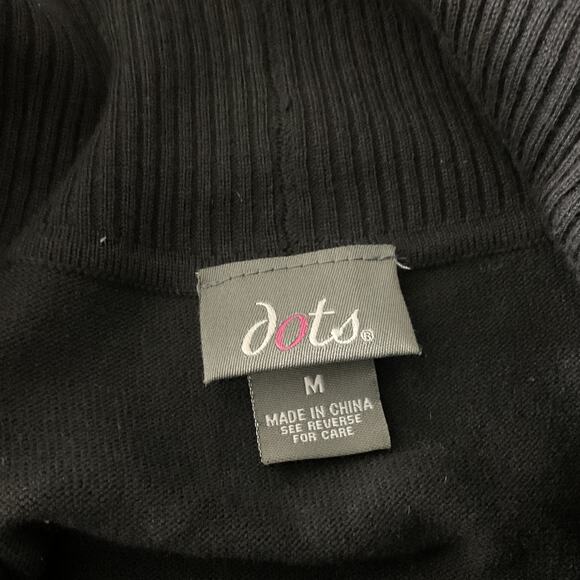 dots®
M
MADE IN CHINA
SEE REVERSE
FOR CARE